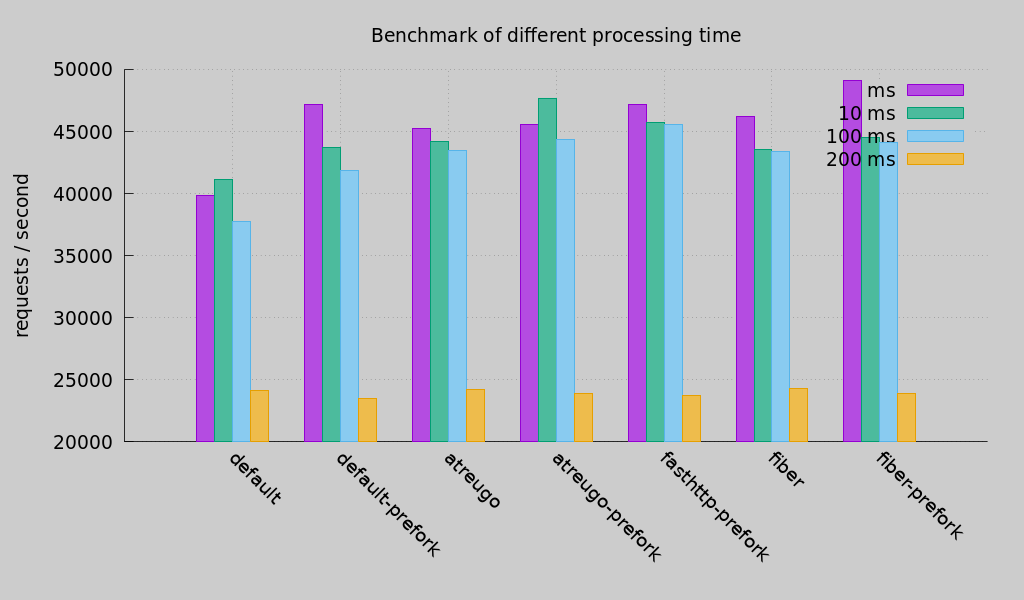 Benchmark of different processing time
requests / second
50000
45000
40000
35000
30000
25000
20000
ms
10 ms
100 ms
200 ms
default
default-prefork
atreugo
atreugo-prefork
fasthttp-prefork
fiber
fiber-prefork